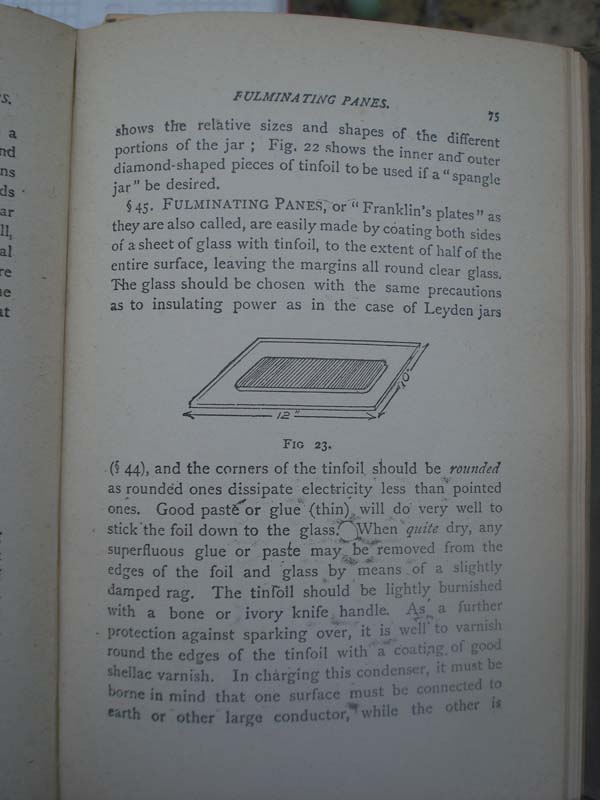 FULMINATING PANES.
75
shows the relative sizes and shapes of the different
portions of the jar ; Fig. 22 shows the inner and outer
diamond-shaped pieces of tinfoil to be used if a "spangle
jar" be desired.
§ 45. FULMINATING PANES, or "Franklin's plates" as
they are also called, are easily made by coating both sides
of a sheet of glass with tinfoil, to the extent of half of the
entire surface, leaving the margins all round clear glass.
The glass should be chosen with the same precautions
as to insulating power as in the case of Leyden jars
12"
10"
FIG 23.
(§ 44), and the corners of the tinfoil should be rounded
as rounded ones dissipate electricity less than pointed
ones. Good paste or glue (thin) will do very well to
stick the foil down to the glass. When quite dry, any
superfluous glue or paste may be removed from the
edges of the foil and glass by means of a slightly
damped rag. The tinfoil should be lightly burnished
with a bone or ivory knife handle. As a further
protection against sparking over, it is well to varnish
round the edges of the tinfoil with a coating of good
shellac varnish. In charging this condenser, it must be
borne in mind that one surface must be connected to
earth or other large conductor, while the other is